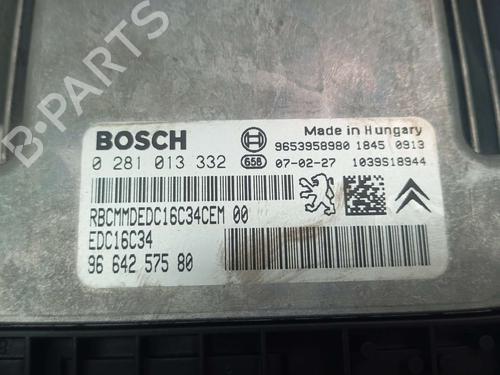 B-PARTS
BOSCH
Made in Hungary
9653958980 1845 0913
0 281 013 332 658 07-02-27 1039S18944
RBCMMDEDC16C34CEM 00
EDC16C34
96 642 575 80